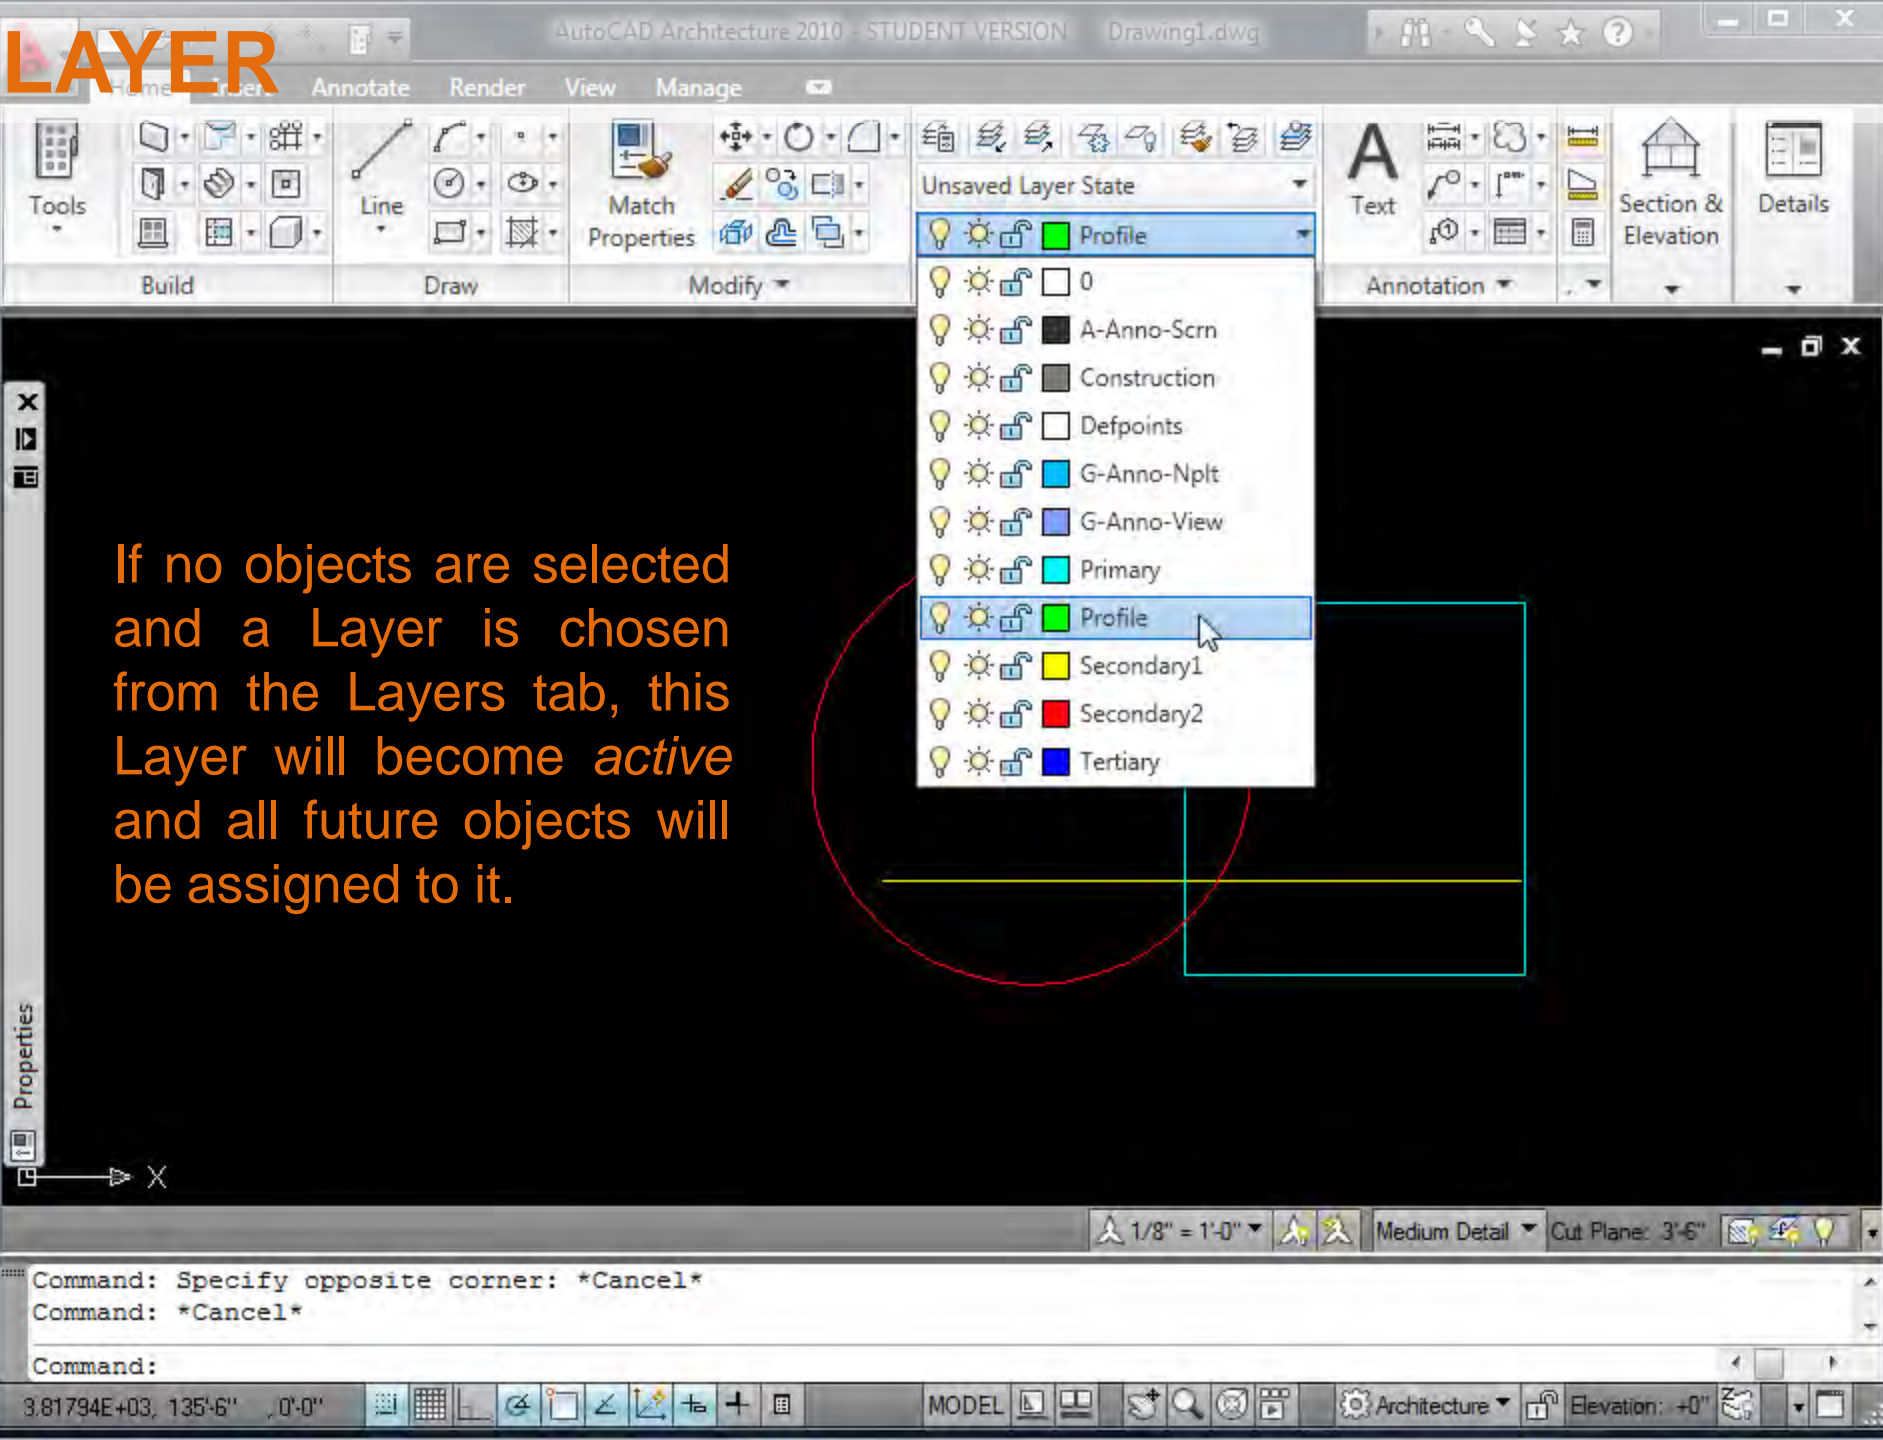 LAYER
AutoCAD Architecture 2010 - STUDENT VERSION Drawing1.dwg
Home Insert Annotate Render View Manage
Tools
Line
Match Properties
Unsaved Layer State
Profile
Text
Section & Elevation
Details
Build
Draw
Modify
Annotation
0
A-Anno-Scrn
Construction
Defpoints
G-Anno-Nplt
G-Anno-View
Primary
Profile
Secondary1
Secondary2
Tertiary
If no objects are selected
and a Layer is chosen
from the Layers tab, this
Layer will become active
and all future objects will
be assigned to it.
Properties
X
1/8" = 1'-0" Medium Detail Cut Plane: 3'-6"
Command: Specify opposite corner: *Cancel*
Command: *Cancel*
Command:
3.81794E+03, 135'-6" , 0'-0" MODEL Architecture Elevation: +0"